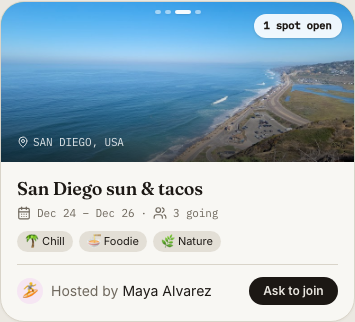 1 spot open
SAN DIEGO, USA
San Diego sun & tacos
Dec 24 – Dec 26 · 3 going
🌴 Chill 🍜 Foodie 🌿 Nature
Hosted by Maya Alvarez
Ask to join